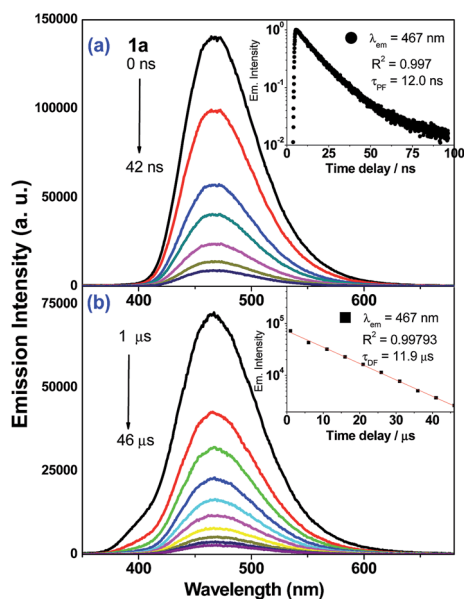 Emission Intensity (a. u.)
(a)
1a
0 ns
42 ns
150000
100000
50000
0
400
500
600
Em. Intensity
10⁰
10⁻¹
10⁻²
● λem = 467 nm
R² = 0.997
τPF = 12.0 ns
0
25
50
75
100
Time delay / ns
(b)
1 μs
46 μs
75000
50000
25000
0
400
500
600
Em. Intensity
10⁵
10⁴
■ λem = 467 nm
R² = 0.99793
τDF = 11.9 μs
0
10
20
30
40
Time delay / μs
Wavelength (nm)